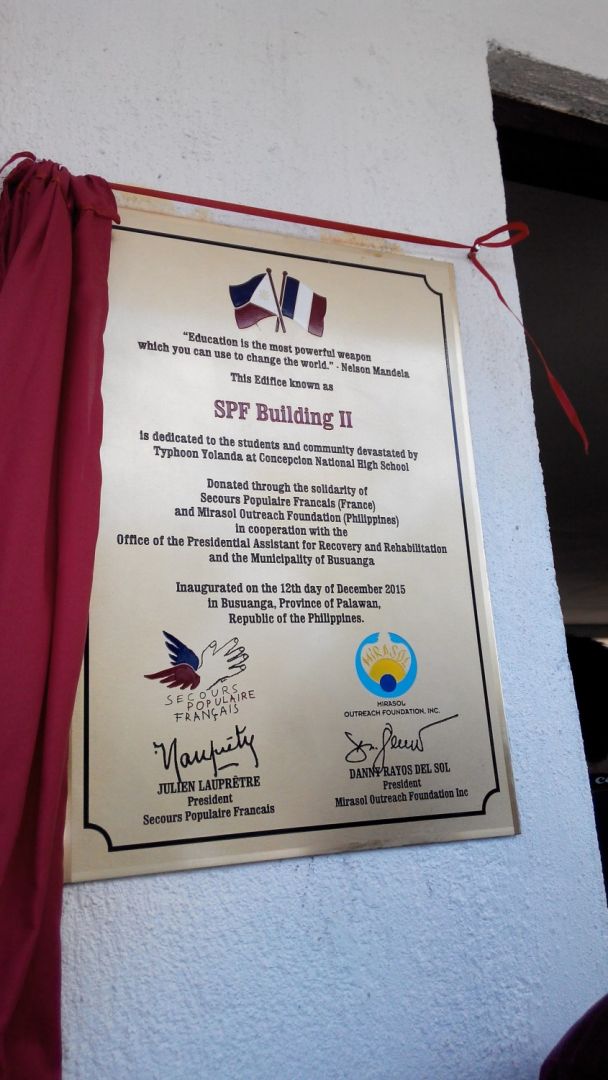 “Education is the most powerful weapon
which you can use to change the world.” - Nelson Mandela
This Edifice known as
SPF Building II
is dedicated to the students and community devastated by
Typhoon Yolanda at Concepcion National High School
Donated through the solidarity of
Secours Populaire Francais (France)
and Mirasol Outreach Foundation (Philippines)
in cooperation with the
Office of the Presidential Assistant for Recovery and Rehabilitation
and the Municipality of Busuanga
Inaugurated on the 12th day of December 2015
in Busuanga, Province of Palawan,
Republic of the Philippines.
SECOURS
POPULAIRE
FRANÇAIS
MIRASOL
MIRASOL
OUTREACH FOUNDATION, INC.
JULIEN LAUPRÊTRE
President
Secours Populaire Francais
DANNY RAYOS DEL SOL
President
Mirasol Outreach Foundation Inc